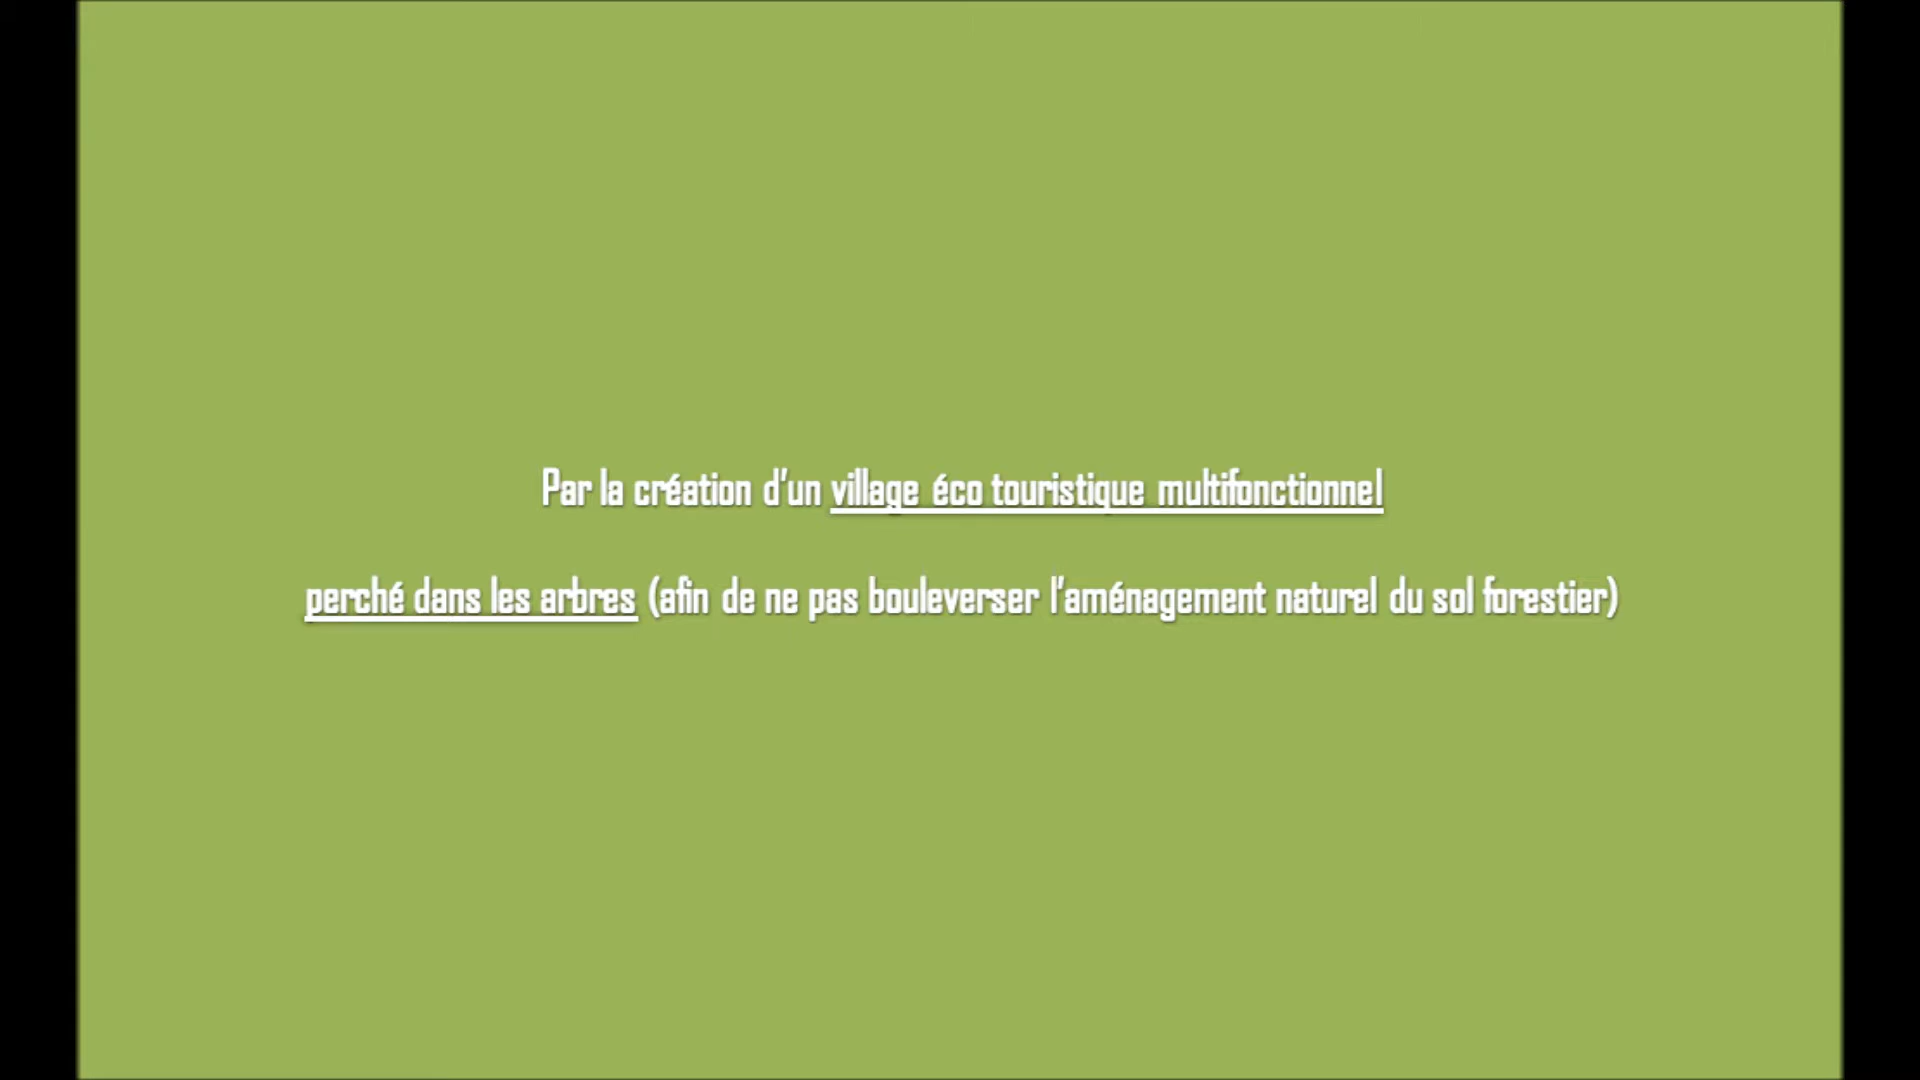 Par la création d'un village éco touristique multifonctionnel
perché dans les arbres (afin de ne pas bouleverser l'aménagement naturel du sol forestier)